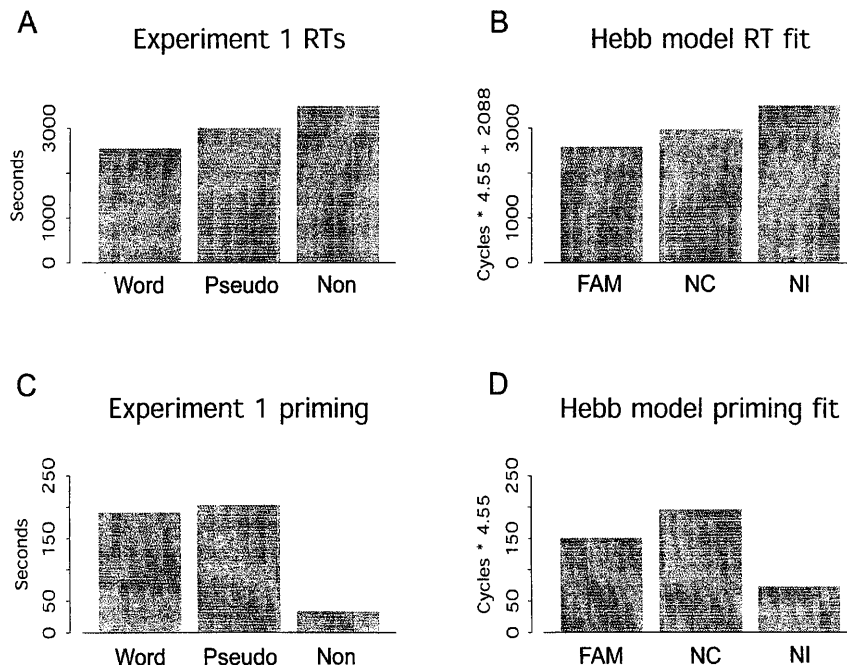 A
Experiment 1 RTs
Seconds
3000
1000
0
Word Pseudo Non
B
Hebb model RT fit
Cycles * 4.55 + 2088
3000
1000
0
FAM NC NI
C
Experiment 1 priming
Seconds
250
150
50
0
Word Pseudo Non
D
Hebb model priming fit
Cycles * 4.55
250
150
50
0
FAM NC NI